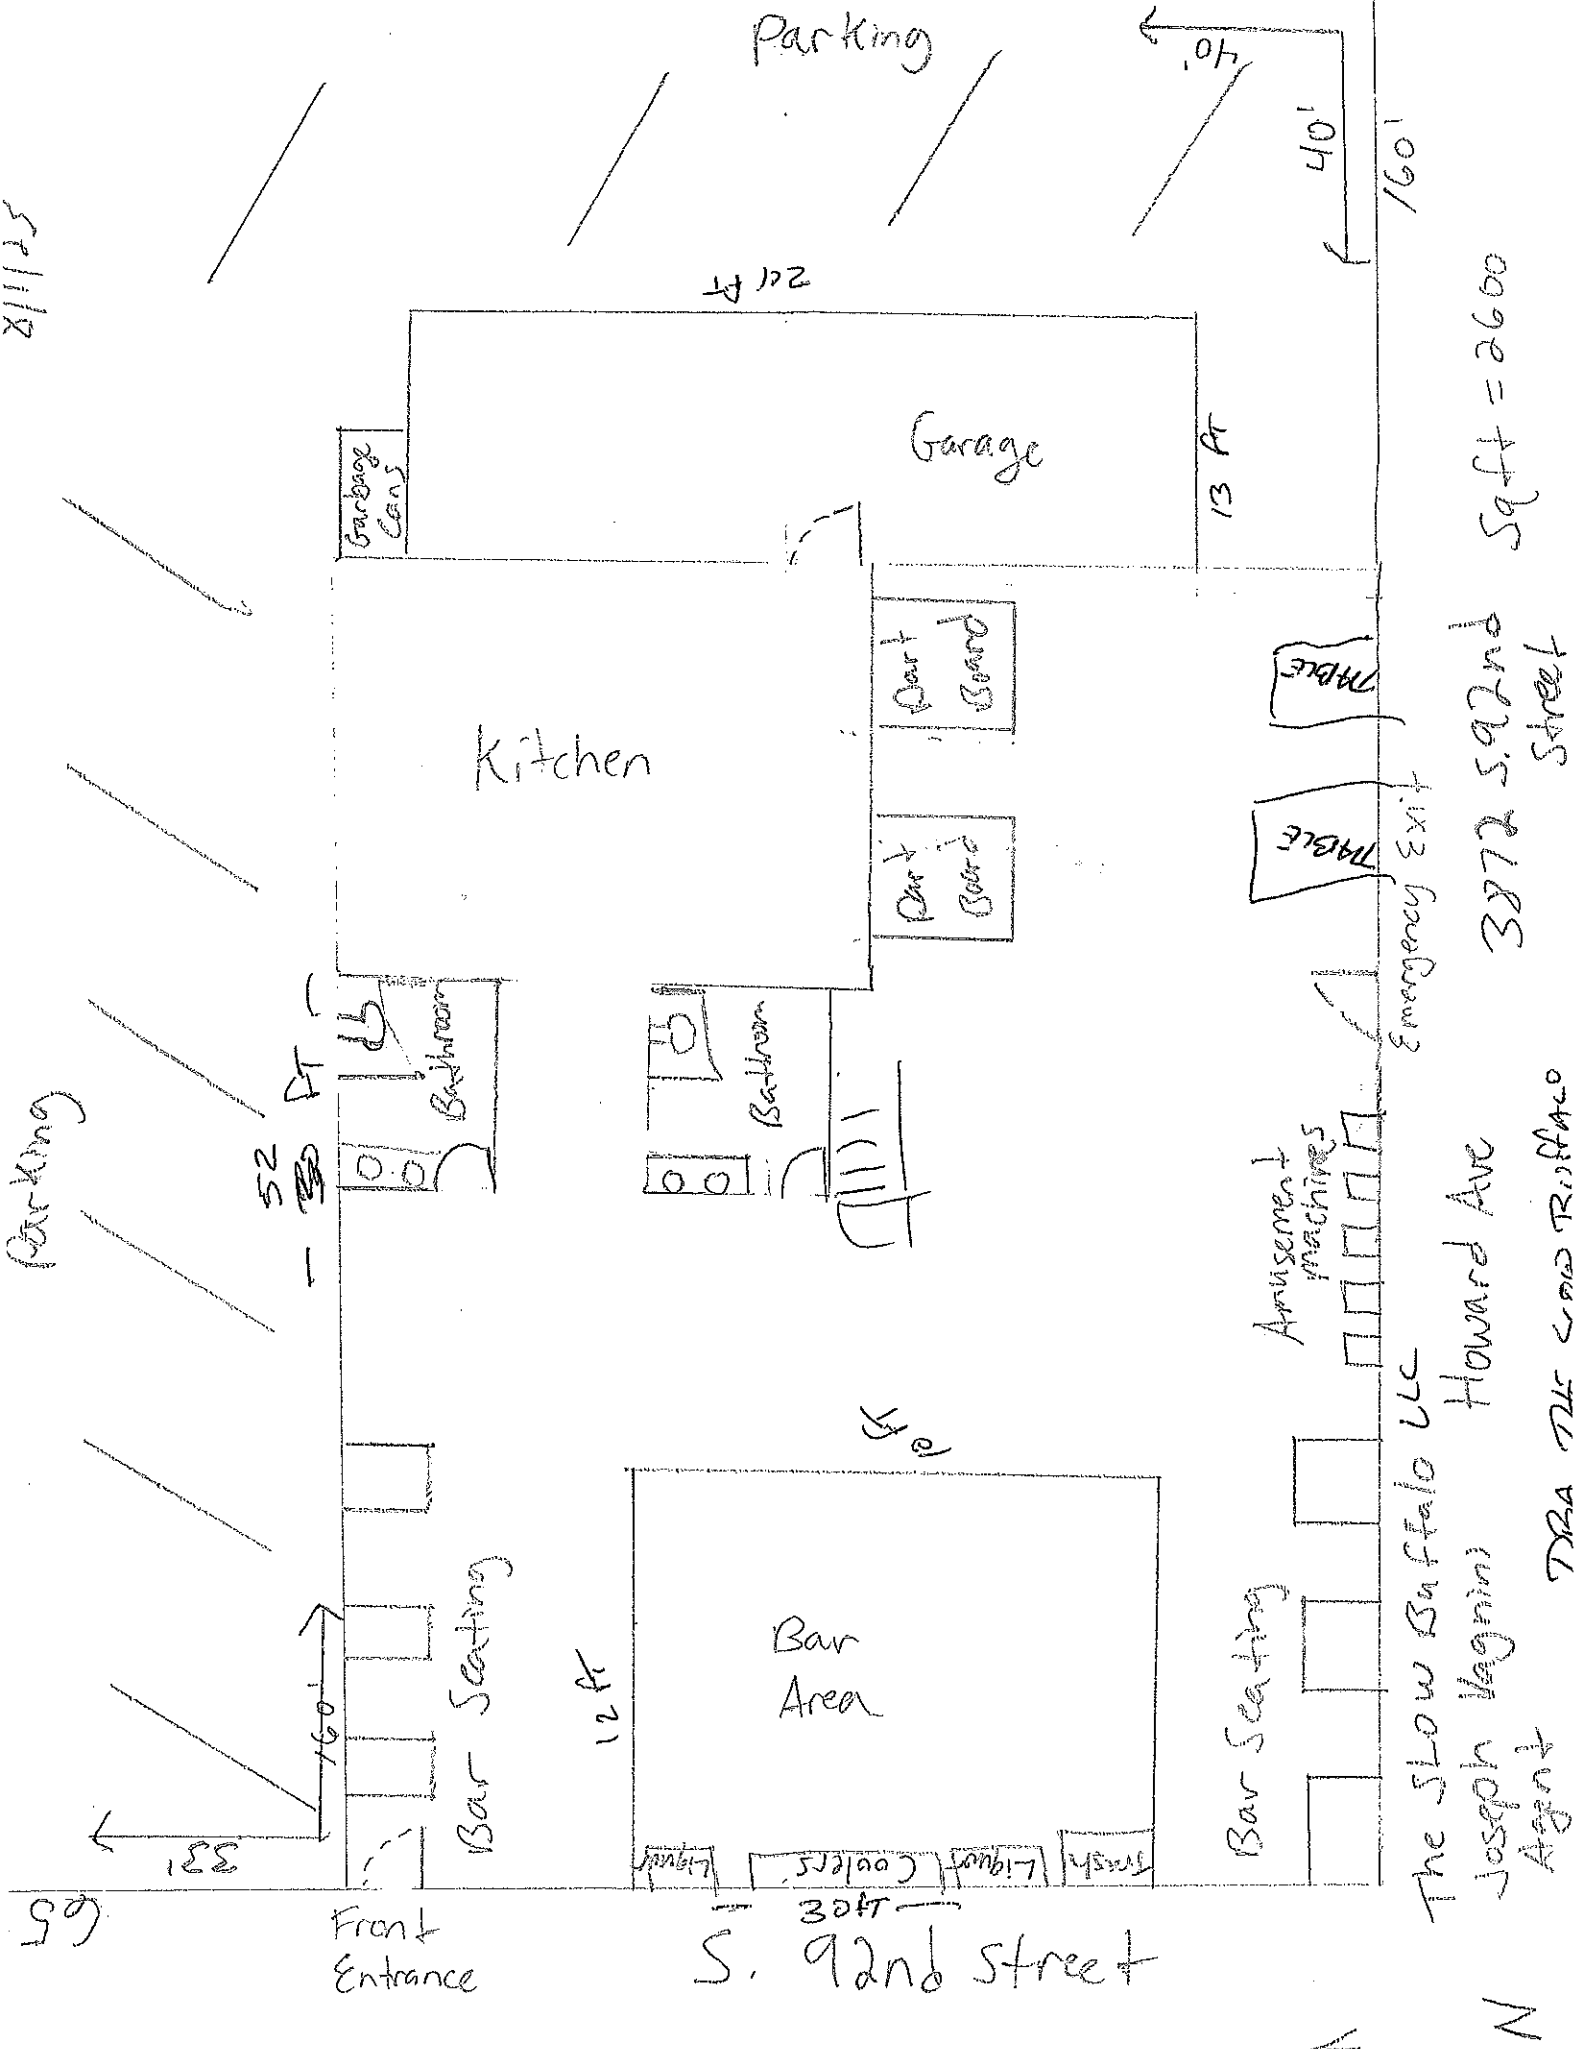 Parking
40'
40'
160'
24 ft
Garbage
Cans
Garage
13 ft
Parking
52
FT
Kitchen
Dart
Board
Dart
Board
TABLE
TABLE
Emergency Exit
Bathroom
Bathroom
Amusement
machines
33'
160'
65
Bar Seating
12 ft
Bar
Area
Bar Seating
Liquor
Coolers
Liquor
Trash
30ft
Front
Entrance
S. 92nd Street
The SLOW Buffalo LLC
Joseph
Agent
Howard Ave
3872 S.92nd
Street
Sqft = 2600
N